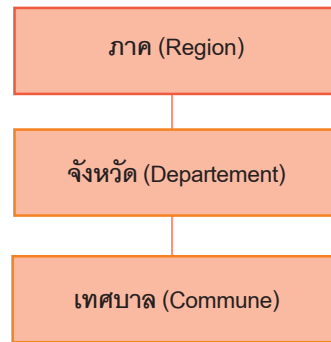 ภาค (Region)
จังหวัด (Departement)
เทศบาล (Commune)